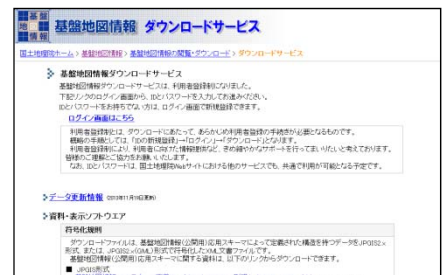 基盤地図情報
基盤地図情報 ダウンロードサービス
国土地理院ホーム > 基盤地図情報 > 基盤地図情報の閲覧・ダウンロード > ダウンロードサービス
基盤地図情報ダウンロードサービス
基盤地図情報ダウンロードサービスは、利用者登録制になりました。
下記リンクのログイン画面から、IDとパスワードを入力してお進みください。
IDとパスワードをお持ちでない方は、ログイン画面で新規登録できます。
ログイン画面はこちら
利用者登録制とは、ダウンロードにあたって、あらかじめ利用者登録の手続きが必要となるものです。
概略の手順としては、「IDの新規登録」→「ログイン」→「ダウンロード」となります。
利用者登録制により、利用者に向けた情報提供など、きめ細やかなサポートを行ってまいりたいと考えております。
皆様のご理解とご協力をお願いいたします。
なお、IDとパスワードは、国土地理院Webサイトにおける他のサービスでも、共通で利用が可能となる予定です。
データ更新情報
資料・表示ソフトウエア
符号化規則
ダウンロードファイルは、基盤地図情報(公開用)応用スキーマによって定義された構造を持つデータをJPGIS2.x
形式、または、JPGIS2.x(GML)形式で符号化したXML文書ファイルです。
基盤地図情報(公開用)応用スキーマに関する資料は、以下のリンクからダウンロードできます。
■ JPGIS形式